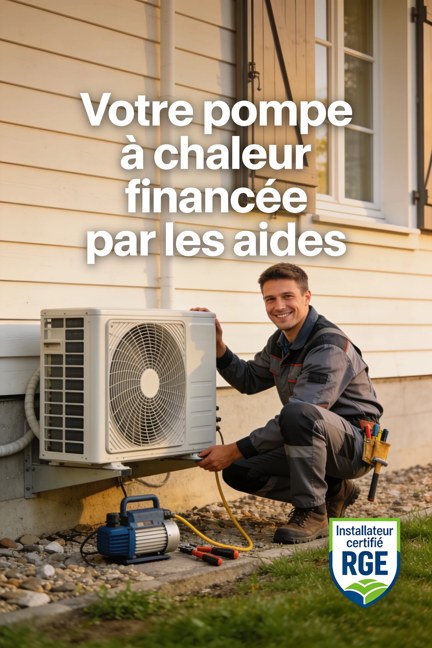 Votre pompe
à chaleur
financée
par les aides
Installateur
certifié
RGE